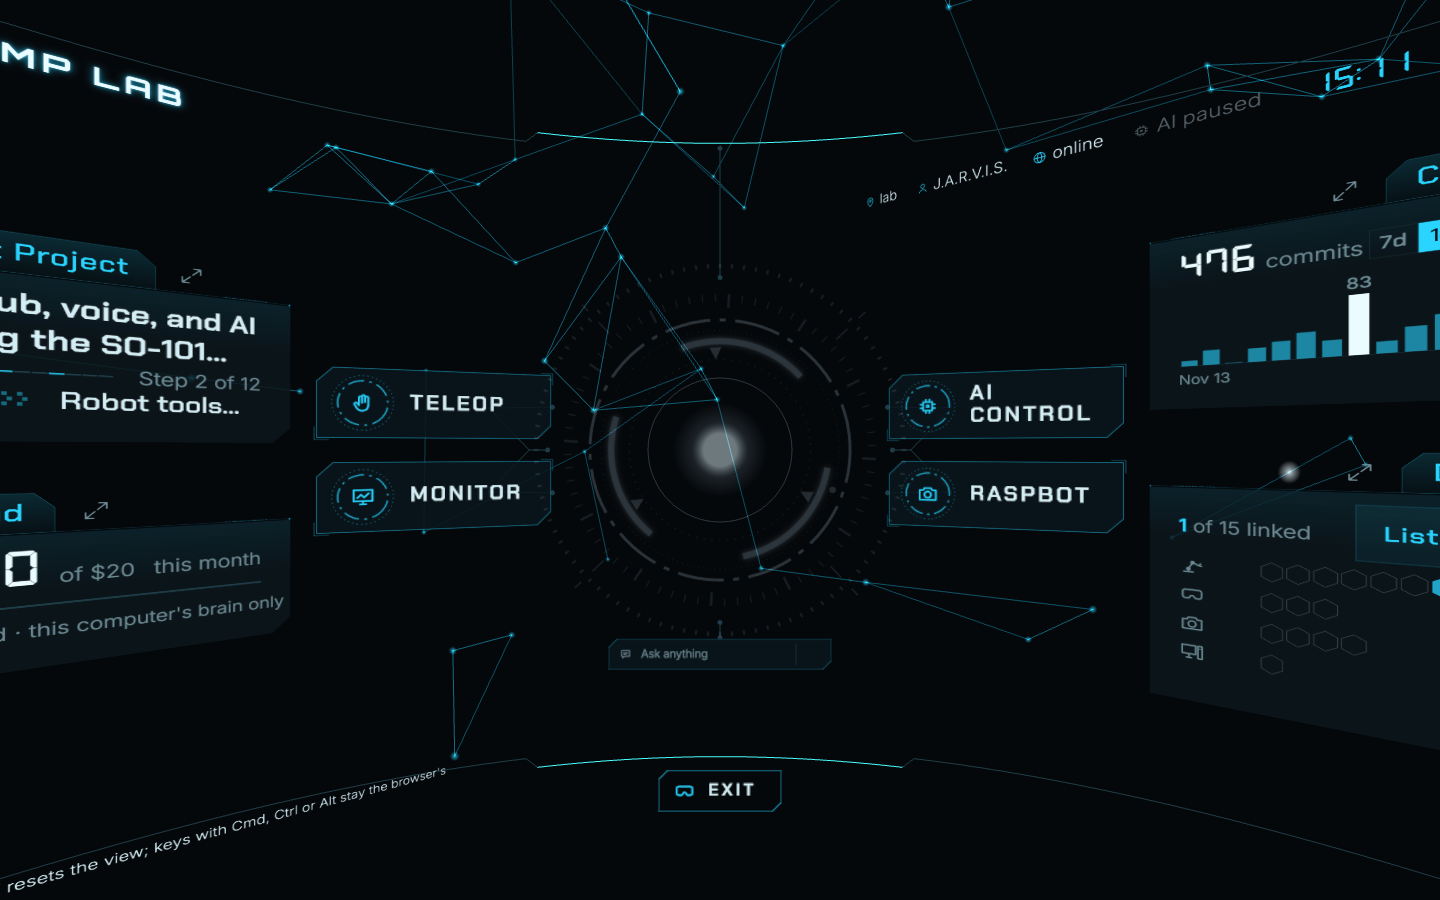 MP LAB
15:11
lab
J.A.R.V.I.S.
online
AI paused
Project
ub, voice, and AI
g the SO-101...
Step 2 of 12
Robot tools...
d
0 of $20 this month
d · this computer's brain only
TELEOP
MONITOR
AI
CONTROL
RASPBOT
Ask anything
EXIT
C
476 commits 7d 1
83
Nov 13
1 of 15 linked
List
resets the view; keys with Cmd, Ctrl or Alt stay the browser's